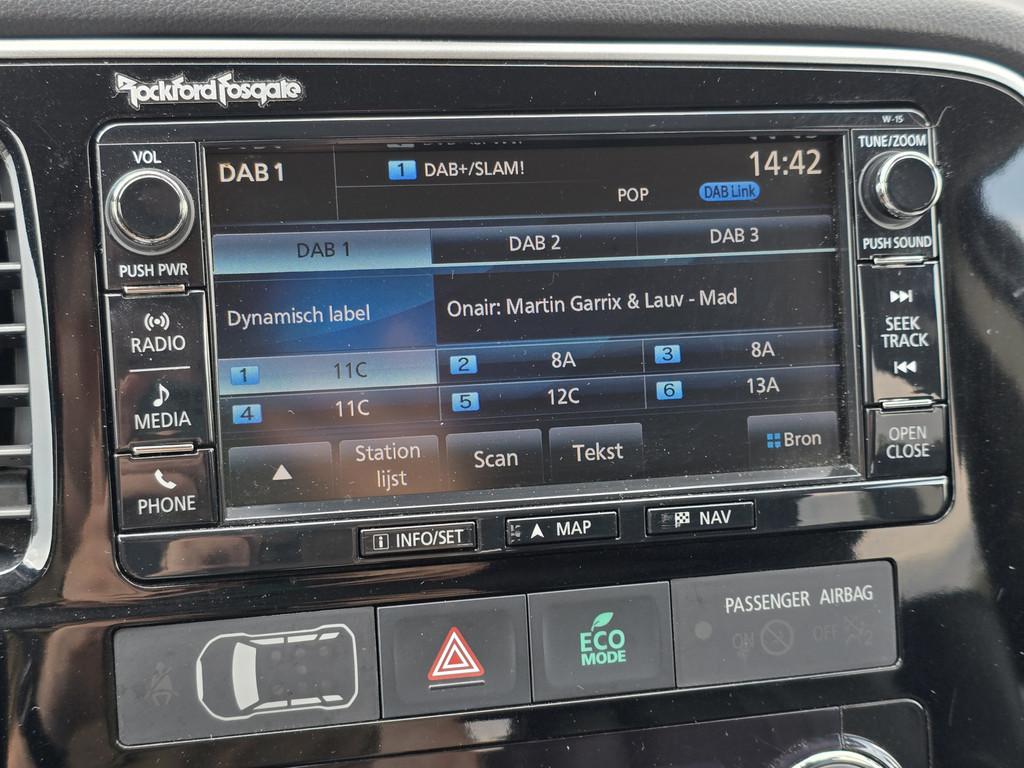 Rockford Fosgate
W-15
VOL
PUSH PWR
RADIO
MEDIA
PHONE
DAB 1
1 DAB+/SLAM!
14:42
POP
DAB Link
DAB 1
DAB 2
DAB 3
Dynamisch label
Onair: Martin Garrix & Lauv - Mad
1 11C
2 8A
3 8A
4 11C
5 12C
6 13A
Station
lijst
Scan
Tekst
Bron
TUNE/ZOOM
PUSH SOUND
SEEK
TRACK
OPEN
CLOSE
INFO/SET
MAP
NAV
ECO
MODE
PASSENGER AIRBAG
ON
OFF
2